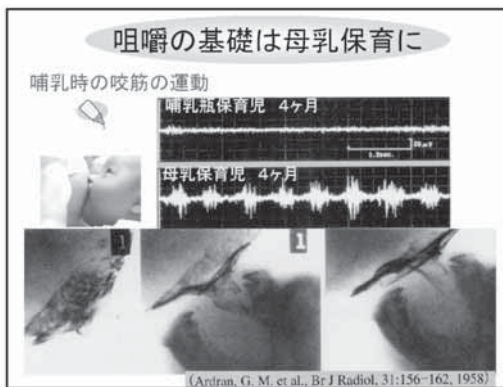 咀嚼の基礎は母乳保育に
哺乳時の咬筋の運動
哺乳瓶保育児 4ヶ月
母乳保育児 4ヶ月
1
1
(Ardran, G. M. et al., Br J Radiol, 31:156-162, 1958)